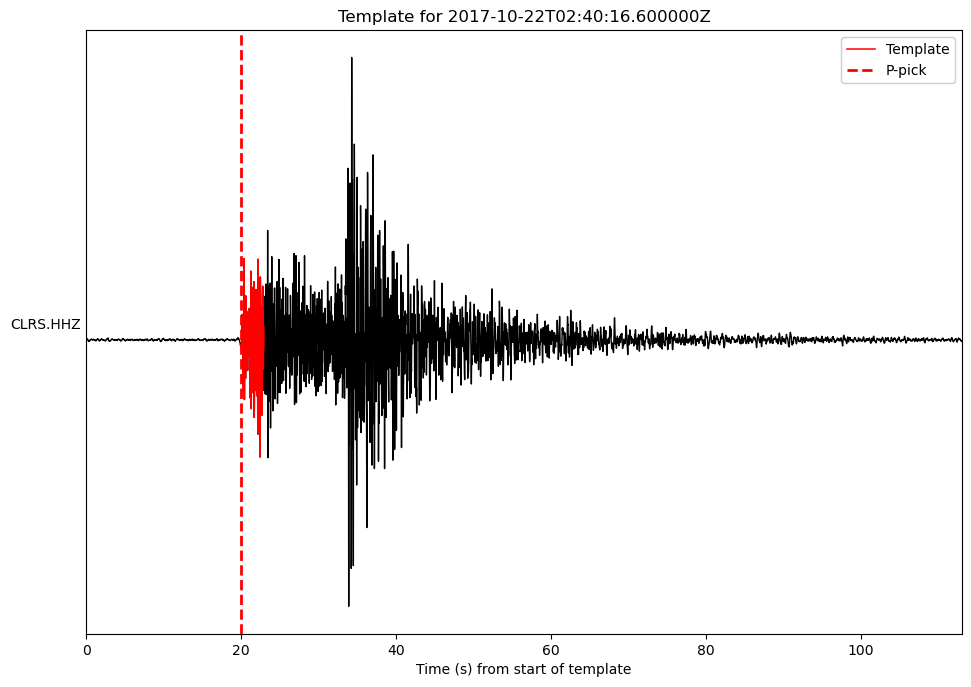 Template for 2017-10-22T02:40:16.600000Z
Template
P-pick
CLRS.HHZ
0 20 40 60 80 100
Time (s) from start of template